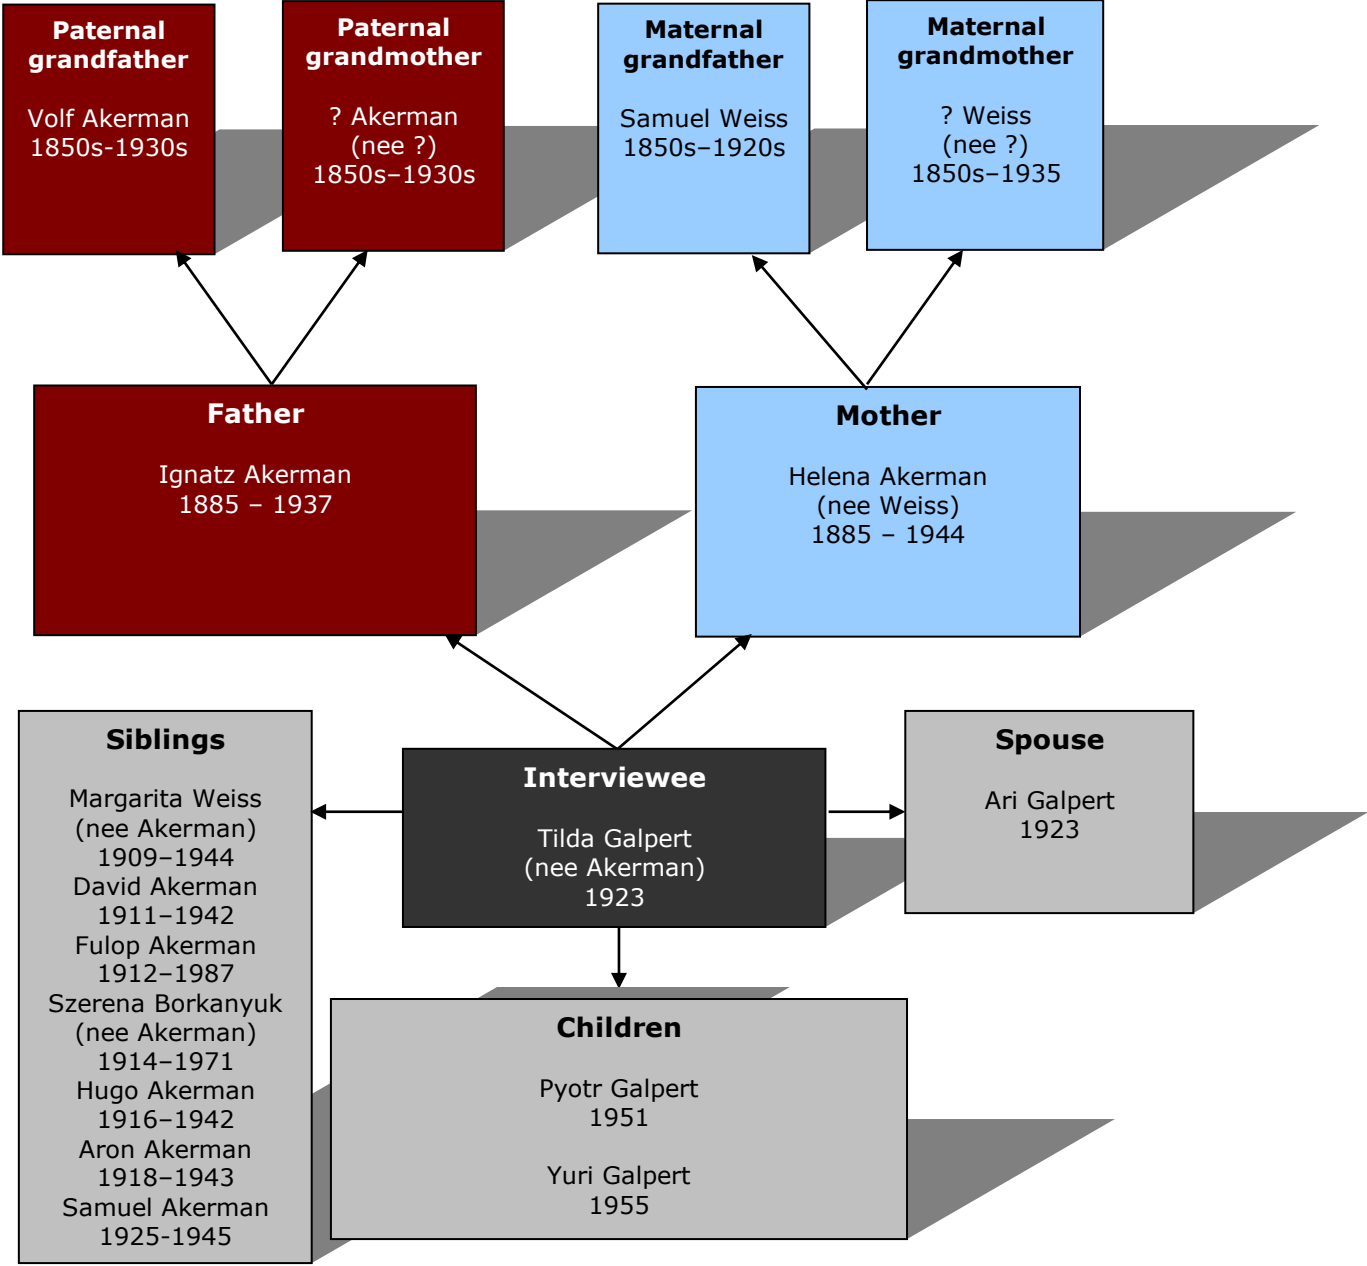 Paternal
grandfather
Volf Akerman
1850s-1930s
Paternal
grandmother
? Akerman
(nee ?)
1850s–1930s
Maternal
grandfather
Samuel Weiss
1850s–1920s
Maternal
grandmother
? Weiss
(nee ?)
1850s–1935
Father
Ignatz Akerman
1885 – 1937
Mother
Helena Akerman
(nee Weiss)
1885 – 1944
Siblings
Margarita Weiss
(nee Akerman)
1909–1944
David Akerman
1911–1942
Fulop Akerman
1912–1987
Szerena Borkanyuk
(nee Akerman)
1914–1971
Hugo Akerman
1916–1942
Aron Akerman
1918–1943
Samuel Akerman
1925-1945
Interviewee
Tilda Galpert
(nee Akerman)
1923
Spouse
Ari Galpert
1923
Children
Pyotr Galpert
1951
Yuri Galpert
1955